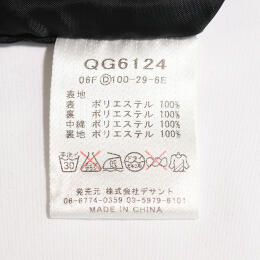 QG6124
06F Ⓓ100-29-6E
表地
表 ポリエステル 100%
裏 ポリエステル 100%
中綿 ポリエステル 100%
裏地 ポリエステル 100%
発売元 株式会社デサント
06-6774-0359 03-5979-6101
MADE IN CHINA